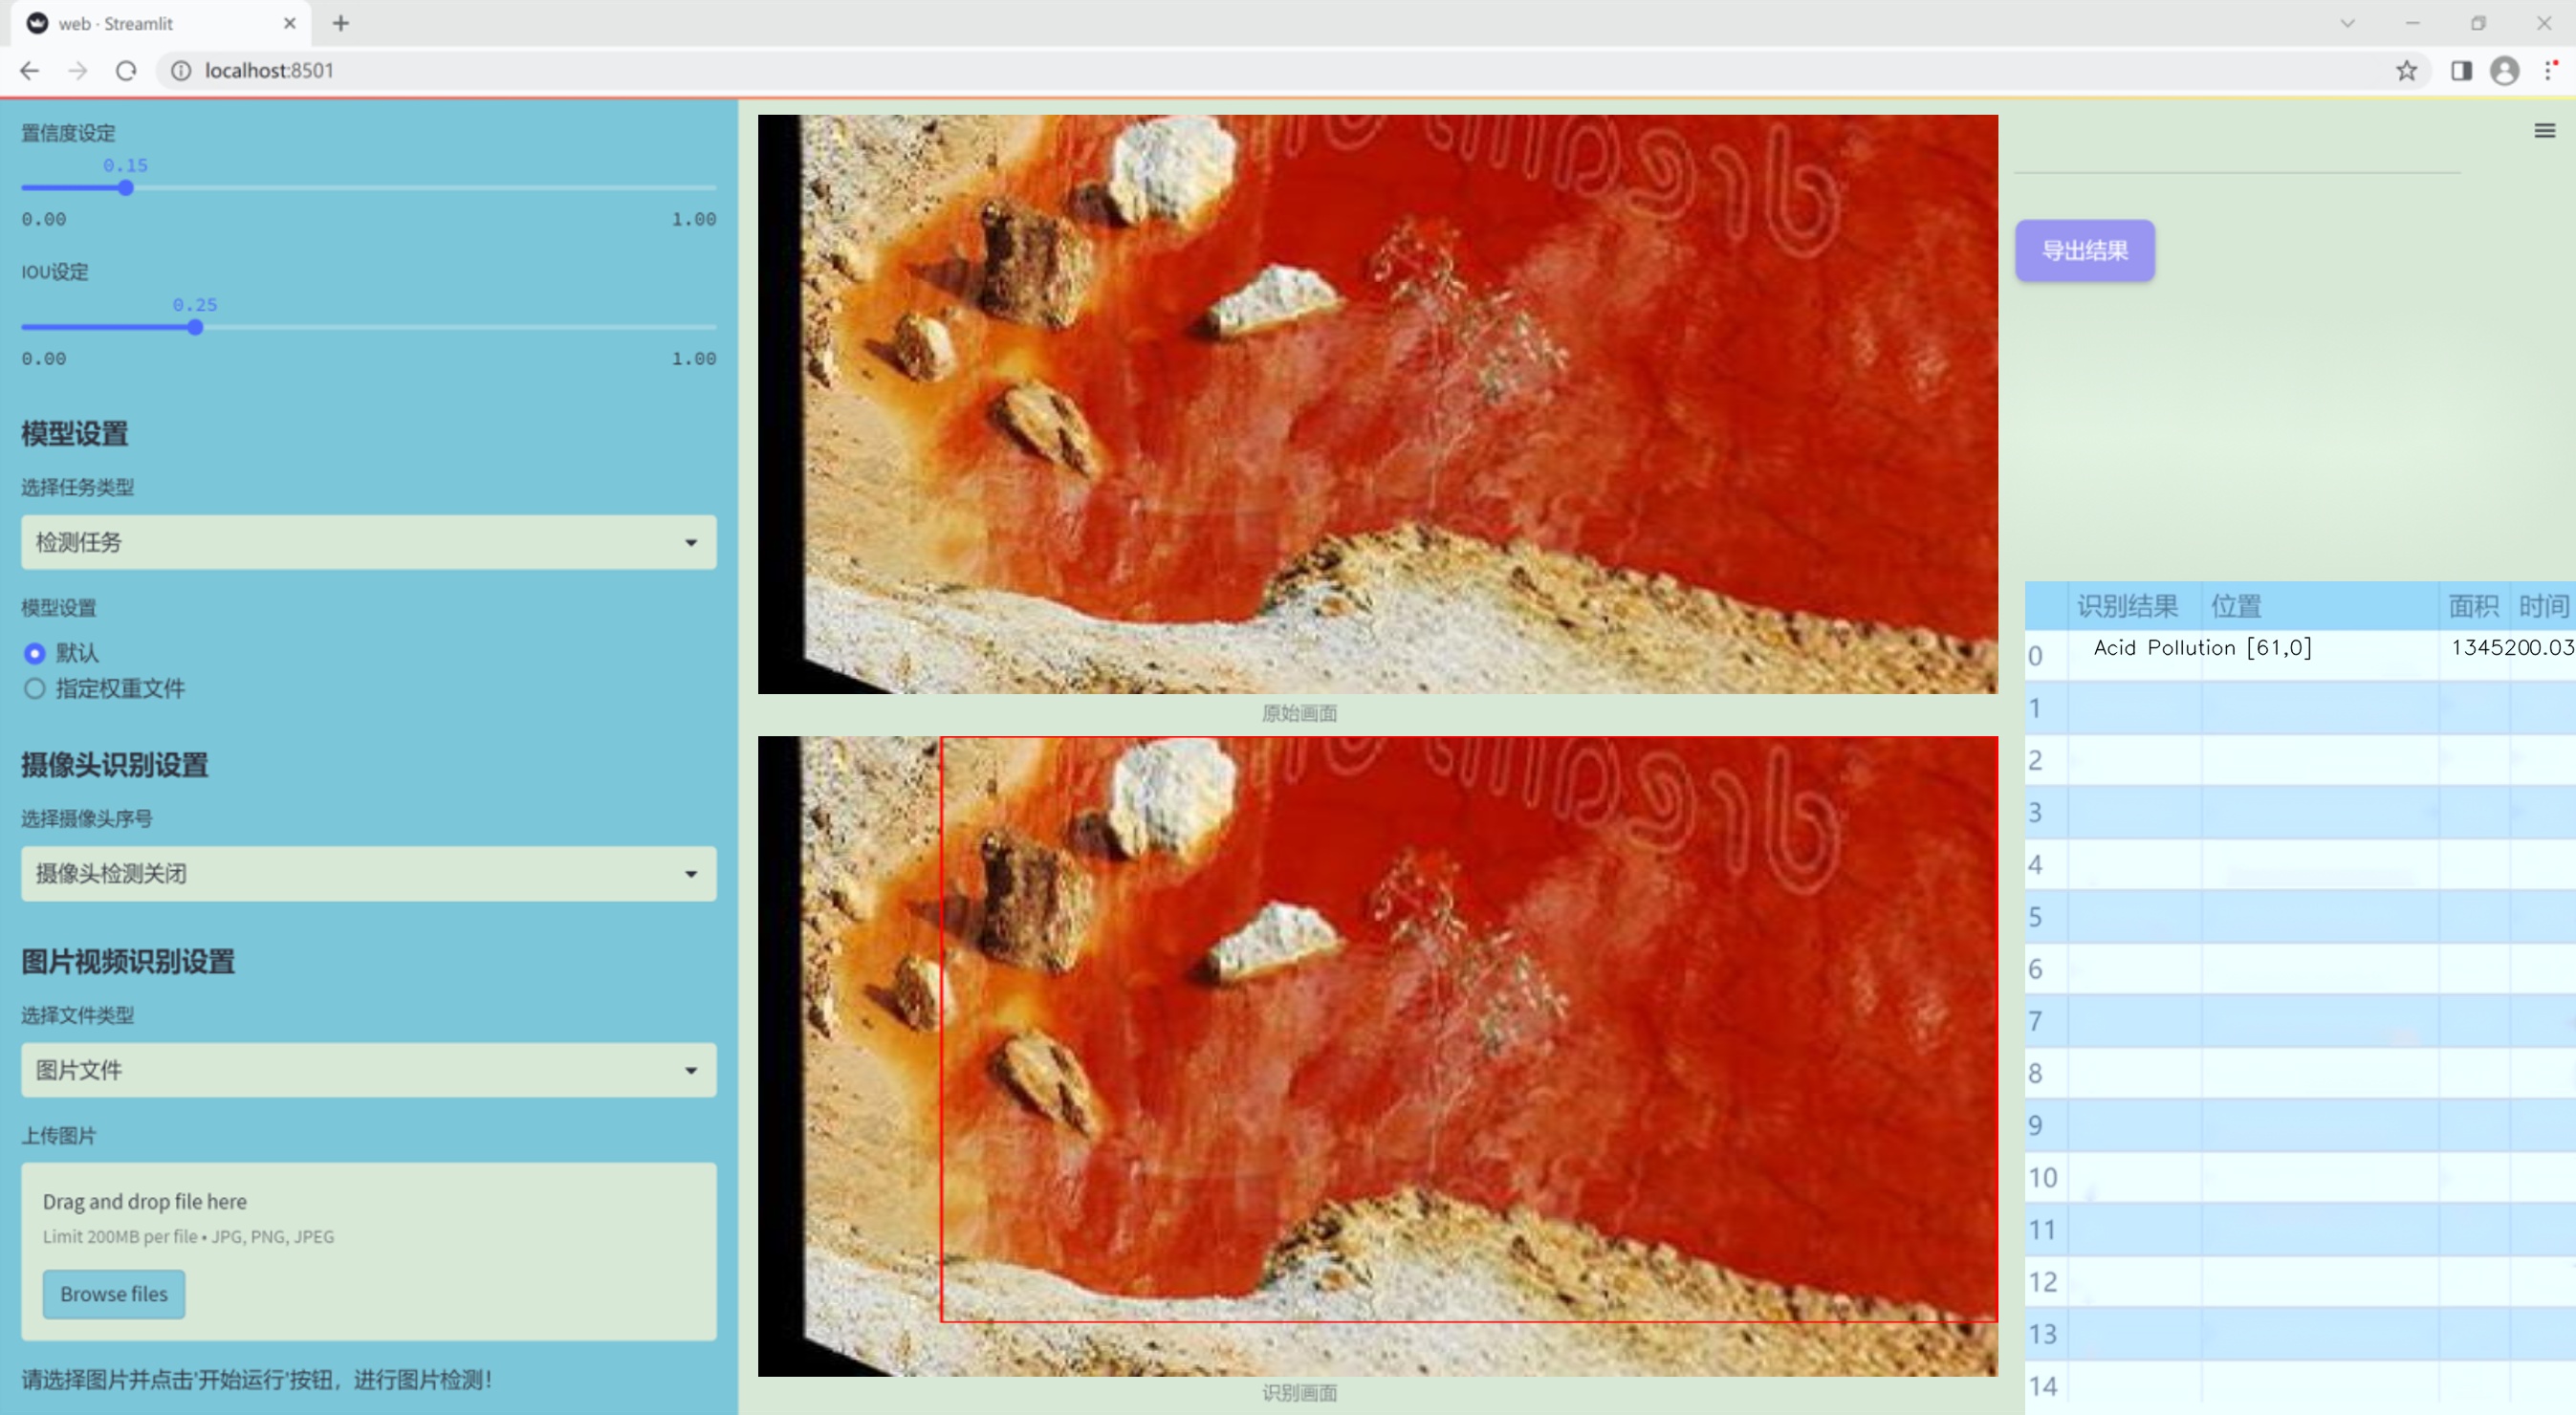 web · Streamlit
localhost:8501
置信度设定
0.15
0.00 1.00
IOU设定
0.25
0.00 1.00
模型设置
选择任务类型
检测任务
模型设置
默认
指定权重文件
摄像头识别设置
选择摄像头序号
摄像头检测关闭
图片视频识别设置
选择文件类型
图片文件
上传图片
Drag and drop file here
Limit 200MB per file • JPG, PNG, JPEG
Browse files
请选择图片并点击'开始运行'按钮，进行图片检测！
原始画面
识别画面
导出结果
识别结果 位置 面积 时间
0 Acid Pollution [61,0] 1345200.03
1
2
3
4
5
6
7
8
9
10
11
12
13
14